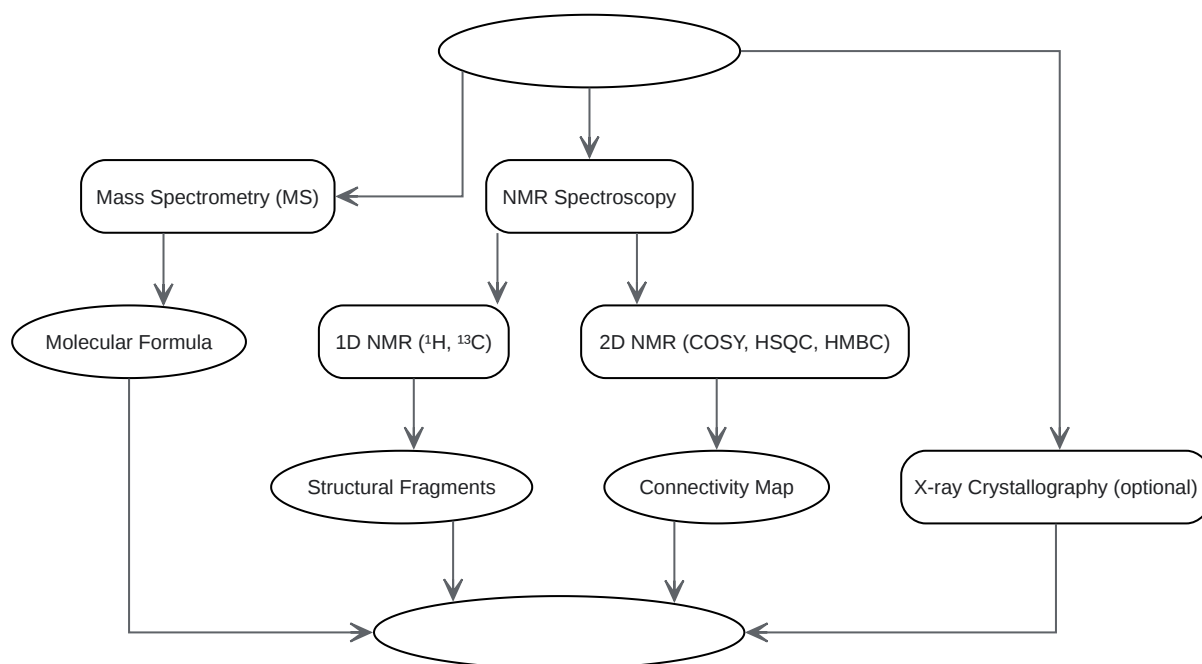 Mass Spectrometry (MS)
NMR Spectroscopy
Molecular Formula
1D NMR (¹H, ¹³C)
2D NMR (COSY, HSQC, HMBC)
Structural Fragments
Connectivity Map
X-ray Crystallography (optional)